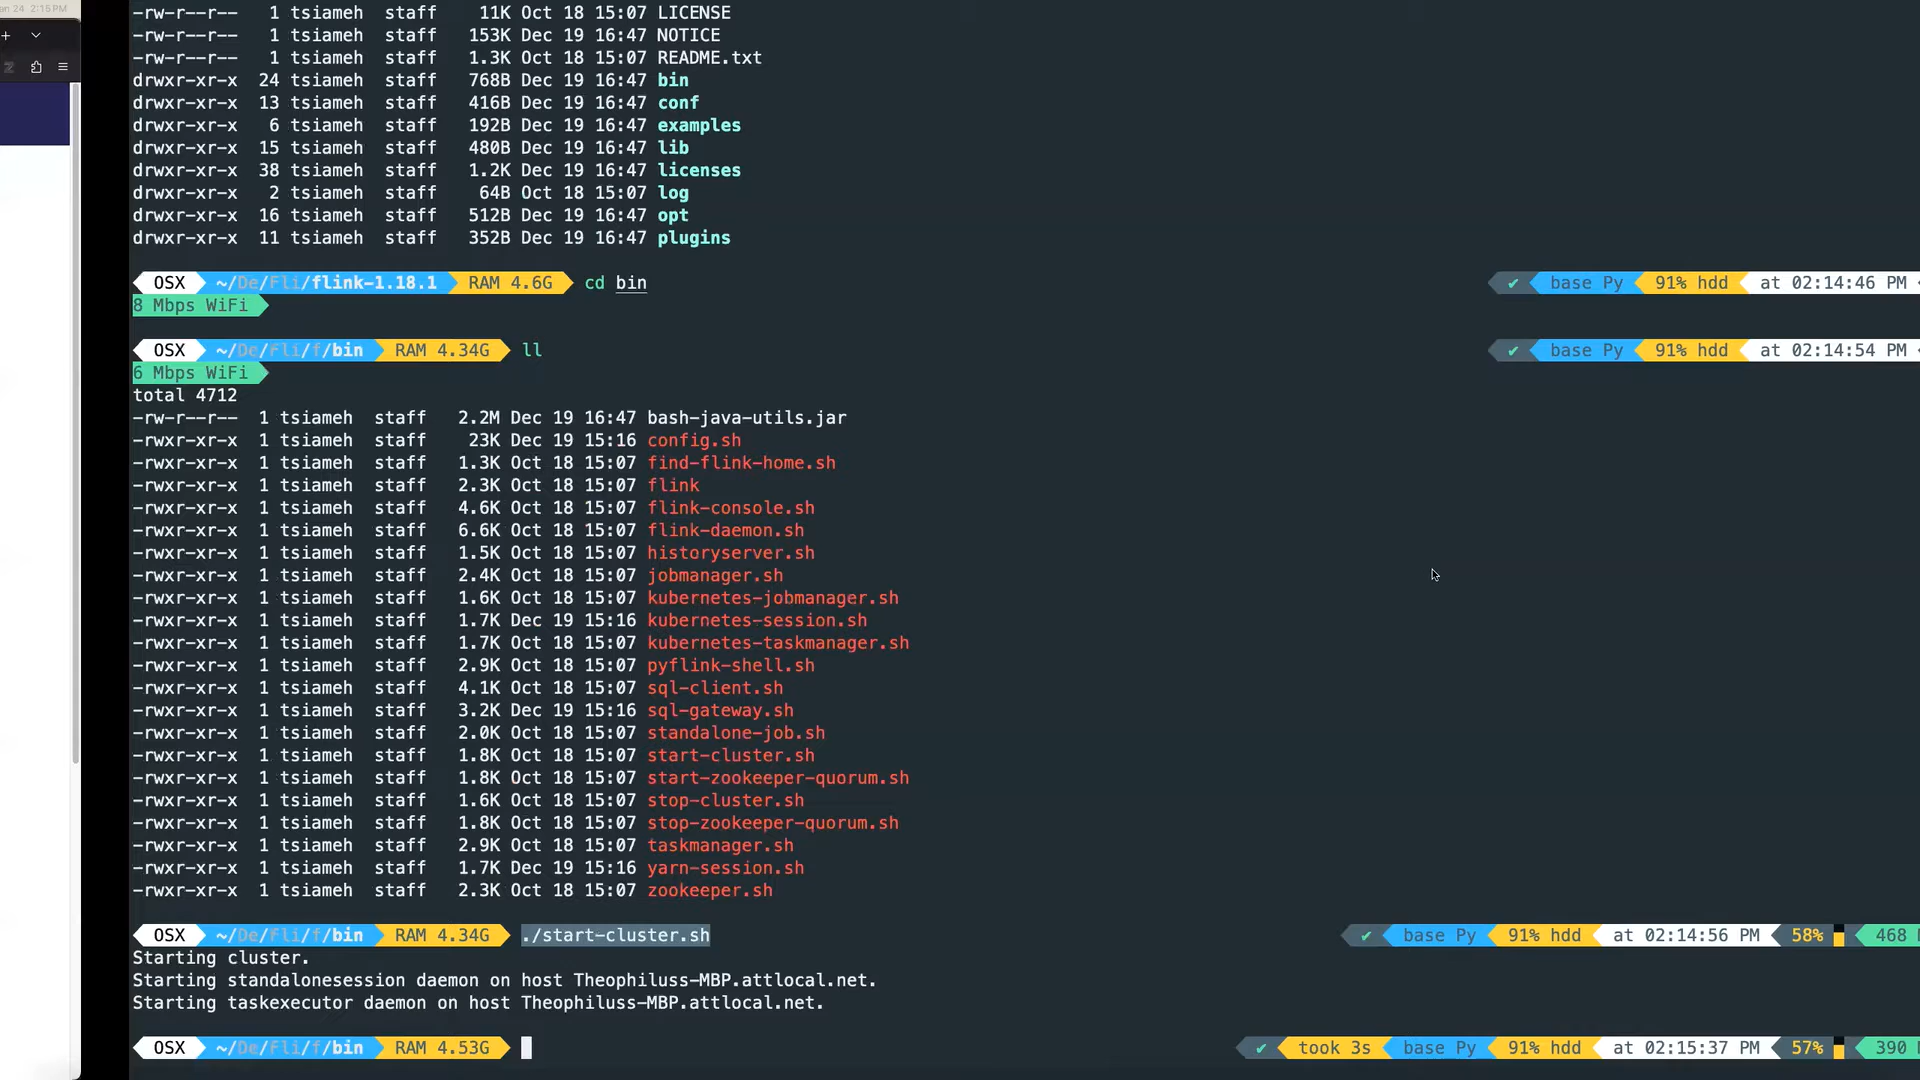 an 24 2:15 PM
-rw-r--r-- 1 tsiameh staff 11K Oct 18 15:07 LICENSE
-rw-r--r-- 1 tsiameh staff 153K Dec 19 16:47 NOTICE
-rw-r--r-- 1 tsiameh staff 1.3K Oct 18 15:07 README.txt
drwxr-xr-x 24 tsiameh staff 768B Dec 19 16:47 bin
drwxr-xr-x 13 tsiameh staff 416B Dec 19 16:47 conf
drwxr-xr-x 6 tsiameh staff 192B Dec 19 16:47 examples
drwxr-xr-x 15 tsiameh staff 480B Dec 19 16:47 lib
drwxr-xr-x 38 tsiameh staff 1.2K Dec 19 16:47 licenses
drwxr-xr-x 2 tsiameh staff 64B Oct 18 15:07 log
drwxr-xr-x 16 tsiameh staff 512B Dec 19 16:47 opt
drwxr-xr-x 11 tsiameh staff 352B Dec 19 16:47 plugins
OSX ~/De/Fli/flink-1.18.1 RAM 4.6G cd bin ✔ base Py 91% hdd at 02:14:46 PM
8 Mbps WiFi
OSX ~/De/Fli/f/bin RAM 4.34G ll ✔ base Py 91% hdd at 02:14:54 PM
6 Mbps WiFi
total 4712
-rw-r--r-- 1 tsiameh staff 2.2M Dec 19 16:47 bash-java-utils.jar
-rwxr-xr-x 1 tsiameh staff 23K Dec 19 15:16 config.sh
-rwxr-xr-x 1 tsiameh staff 1.3K Oct 18 15:07 find-flink-home.sh
-rwxr-xr-x 1 tsiameh staff 2.3K Oct 18 15:07 flink
-rwxr-xr-x 1 tsiameh staff 4.6K Oct 18 15:07 flink-console.sh
-rwxr-xr-x 1 tsiameh staff 6.6K Oct 18 15:07 flink-daemon.sh
-rwxr-xr-x 1 tsiameh staff 1.5K Oct 18 15:07 historyserver.sh
-rwxr-xr-x 1 tsiameh staff 2.4K Oct 18 15:07 jobmanager.sh
-rwxr-xr-x 1 tsiameh staff 1.6K Oct 18 15:07 kubernetes-jobmanager.sh
-rwxr-xr-x 1 tsiameh staff 1.7K Dec 19 15:16 kubernetes-session.sh
-rwxr-xr-x 1 tsiameh staff 1.7K Oct 18 15:07 kubernetes-taskmanager.sh
-rwxr-xr-x 1 tsiameh staff 2.9K Oct 18 15:07 pyflink-shell.sh
-rwxr-xr-x 1 tsiameh staff 4.1K Oct 18 15:07 sql-client.sh
-rwxr-xr-x 1 tsiameh staff 3.2K Dec 19 15:16 sql-gateway.sh
-rwxr-xr-x 1 tsiameh staff 2.0K Oct 18 15:07 standalone-job.sh
-rwxr-xr-x 1 tsiameh staff 1.8K Oct 18 15:07 start-cluster.sh
-rwxr-xr-x 1 tsiameh staff 1.8K Oct 18 15:07 start-zookeeper-quorum.sh
-rwxr-xr-x 1 tsiameh staff 1.6K Oct 18 15:07 stop-cluster.sh
-rwxr-xr-x 1 tsiameh staff 1.8K Oct 18 15:07 stop-zookeeper-quorum.sh
-rwxr-xr-x 1 tsiameh staff 2.9K Oct 18 15:07 taskmanager.sh
-rwxr-xr-x 1 tsiameh staff 1.7K Dec 19 15:16 yarn-session.sh
-rwxr-xr-x 1 tsiameh staff 2.3K Oct 18 15:07 zookeeper.sh
OSX ~/De/Fli/f/bin RAM 4.34G ./start-cluster.sh ✔ base Py 91% hdd at 02:14:56 PM 58% 468
Starting cluster.
Starting standalonesession daemon on host Theophiluss-MBP.attlocal.net.
Starting taskexecutor daemon on host Theophiluss-MBP.attlocal.net.
OSX ~/De/Fli/f/bin RAM 4.53G ✔ took 3s base Py 91% hdd at 02:15:37 PM 57% 390